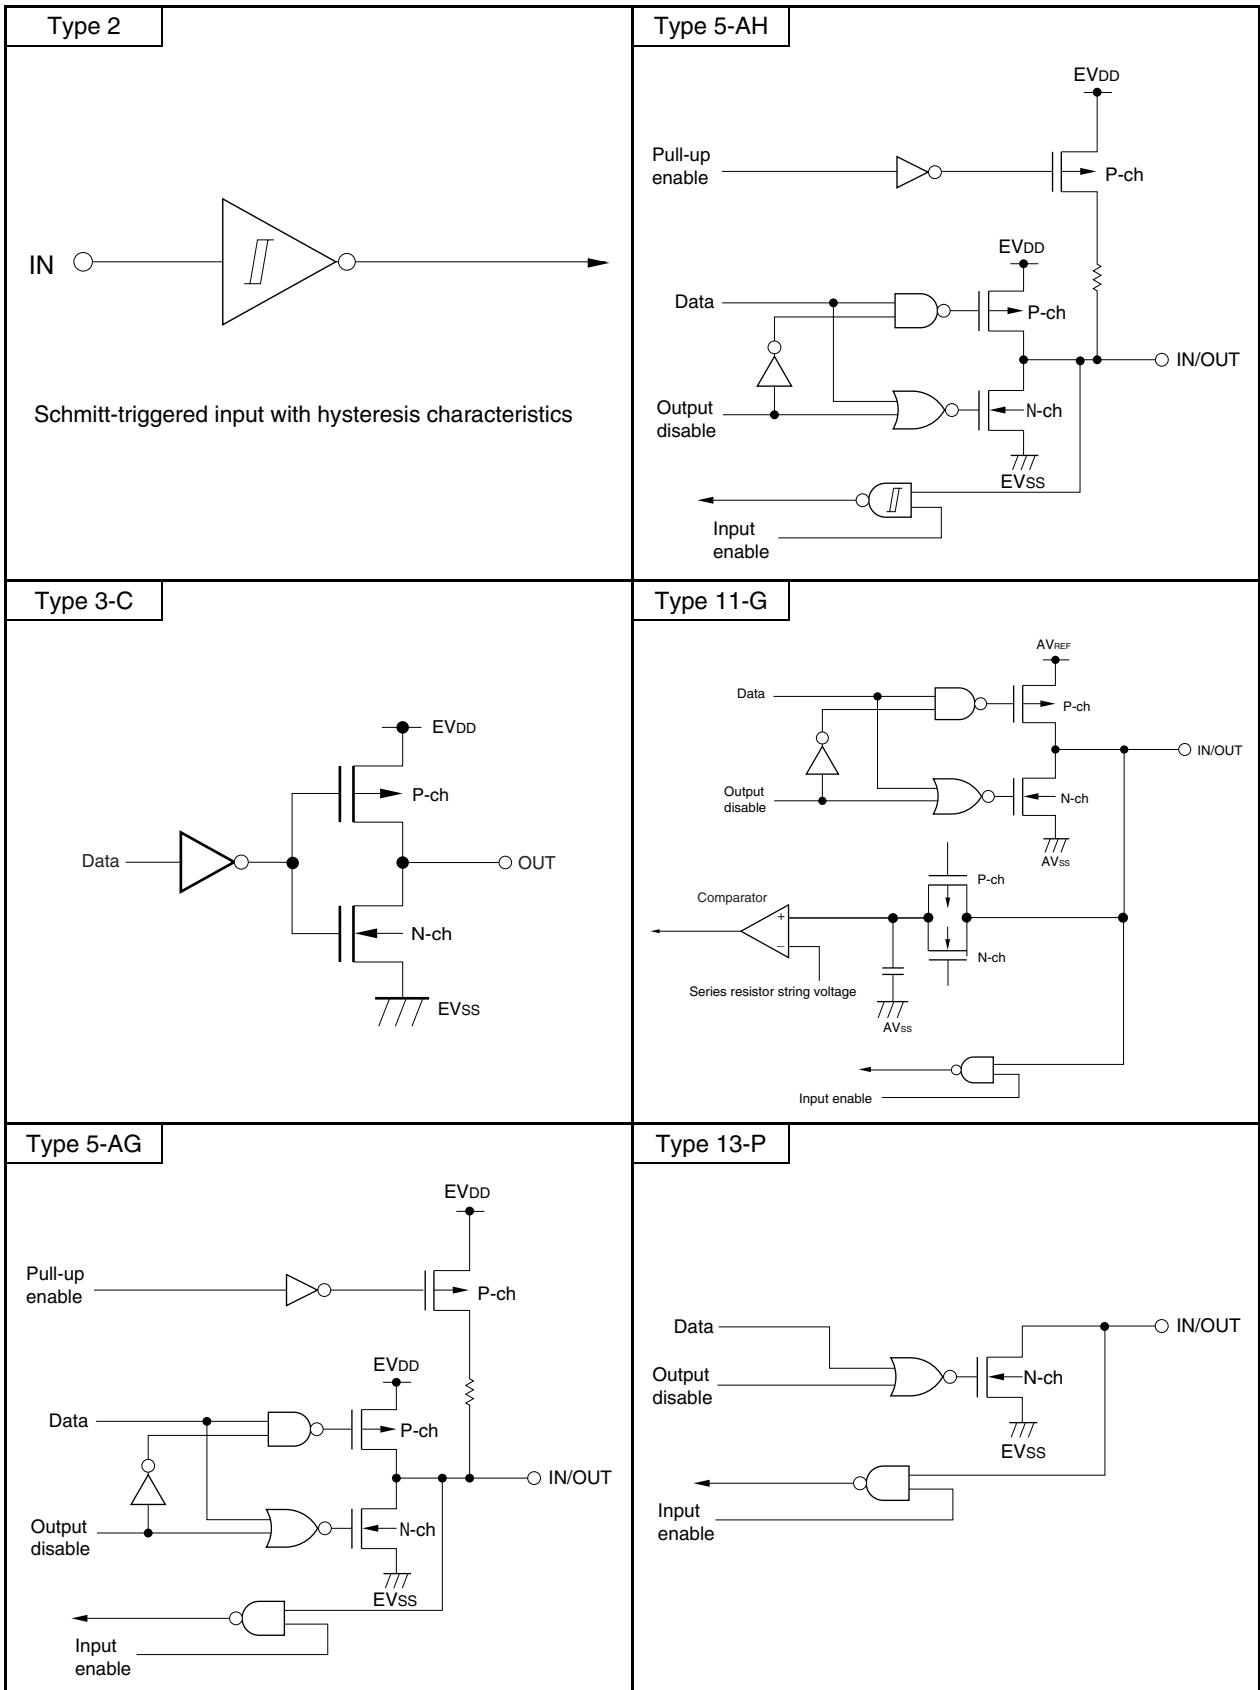 Type 2
IN
Schmitt-triggered input with hysteresis characteristics
Type 5-AH
EVDD
Pull-up
enable
P-ch
EVDD
Data
P-ch
IN/OUT
Output
disable
N-ch
EVSS
Input
enable
Type 3-C
EVDD
P-ch
Data
OUT
N-ch
EVSS
Type 11-G
AVREF
Data
P-ch
IN/OUT
Output
disable
N-ch
AVSS
P-ch
Comparator
+
–
N-ch
Series resistor string voltage
AVSS
Input enable
Type 5-AG
EVDD
Pull-up
enable
P-ch
EVDD
Data
P-ch
IN/OUT
Output
disable
N-ch
EVSS
Input
enable
Type 13-P
Data
IN/OUT
Output
disable
N-ch
EVSS
Input
enable